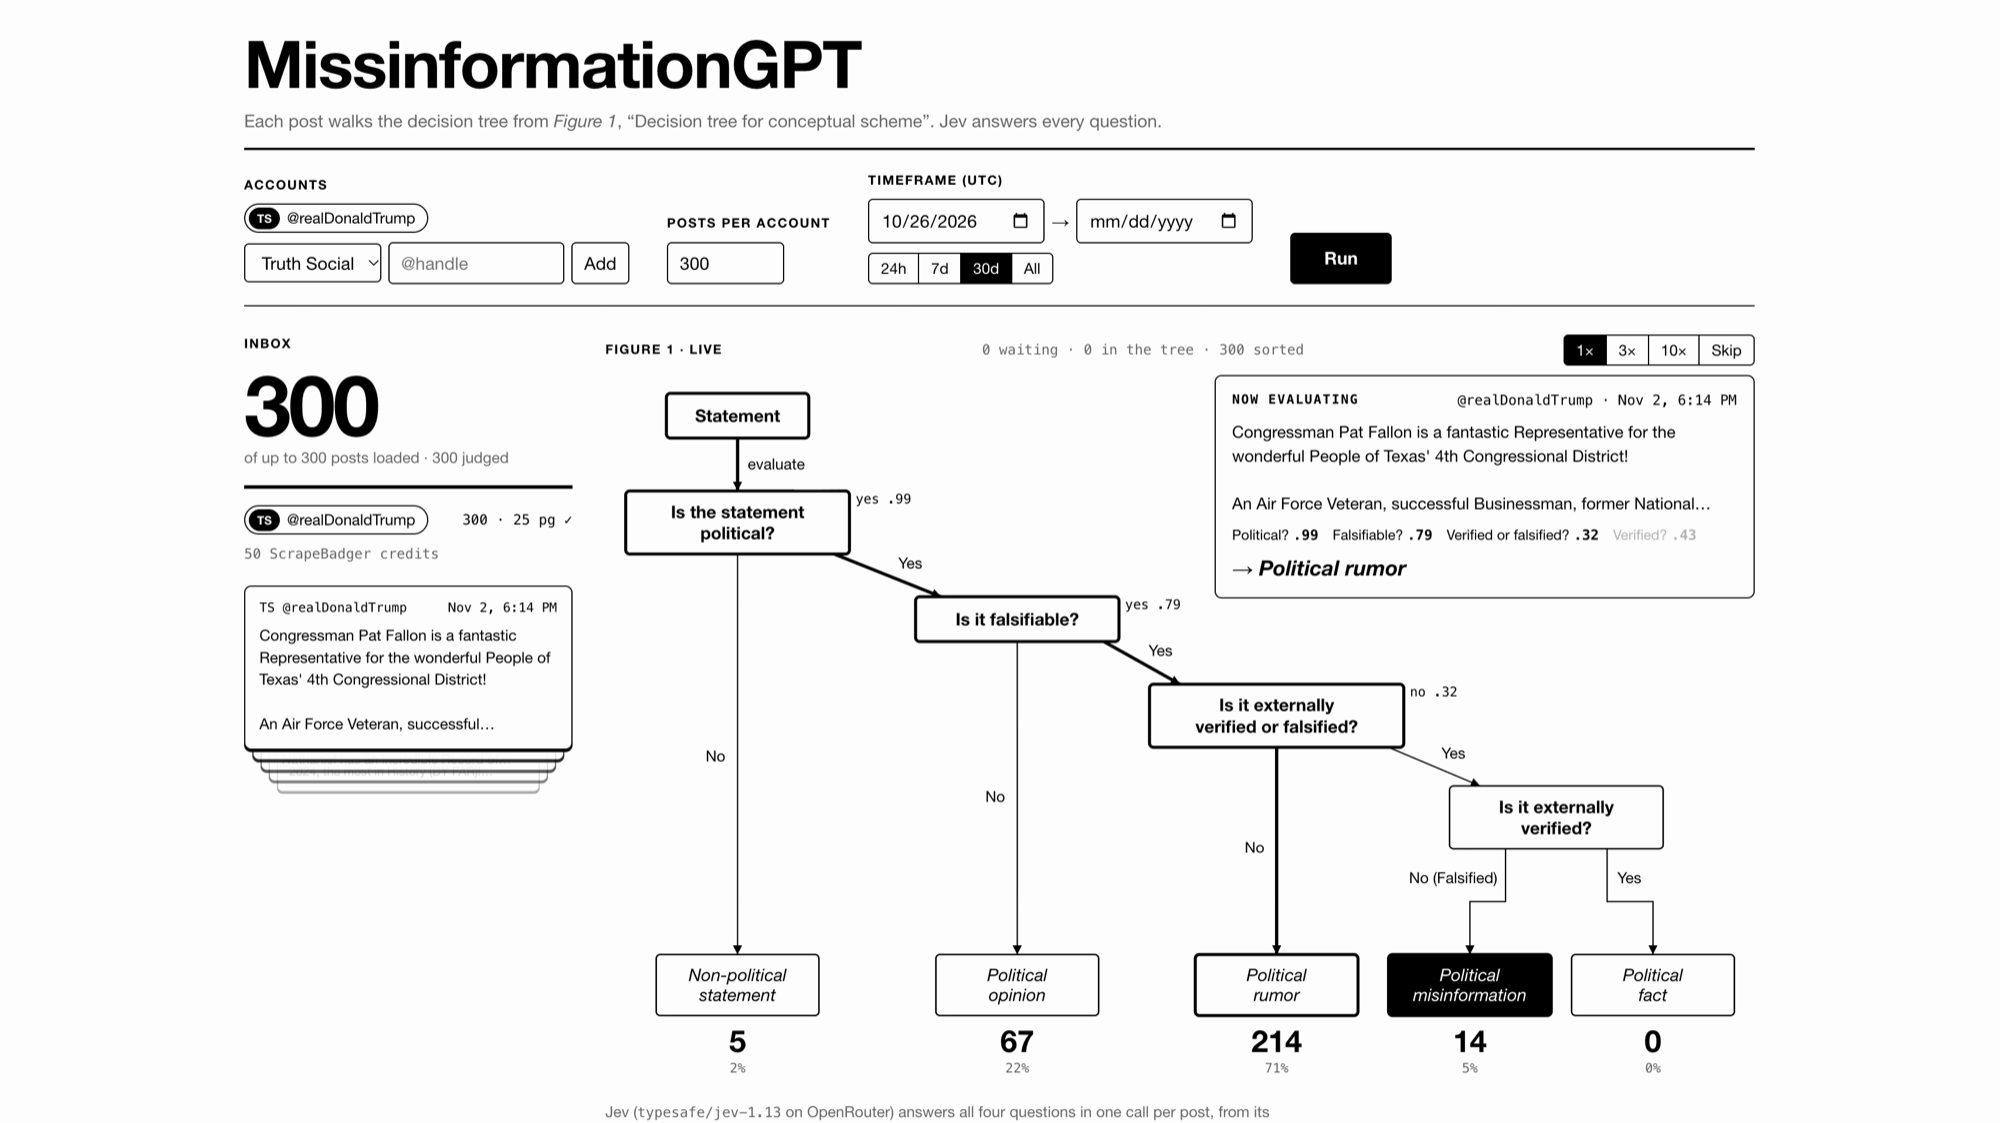 MissinformationGPT
Each post walks the decision tree from Figure 1, “Decision tree for conceptual scheme”. Jev answers every question.
ACCOUNTS
TS @realDonaldTrump
Truth Social
@handle
Add
POSTS PER ACCOUNT
300
TIMEFRAME (UTC)
10/26/2026 → mm/dd/yyyy
24h 7d 30d All
Run
INBOX
300
of up to 300 posts loaded · 300 judged
TS @realDonaldTrump 300 · 25 pg ✓
50 ScrapeBadger credits
TS @realDonaldTrump Nov 2, 6:14 PM
Congressman Pat Fallon is a fantastic
Representative for the wonderful People of
Texas' 4th Congressional District!
An Air Force Veteran, successful…
FIGURE 1 · LIVE
0 waiting · 0 in the tree · 300 sorted
1× 3× 10× Skip
NOW EVALUATING @realDonaldTrump · Nov 2, 6:14 PM
Congressman Pat Fallon is a fantastic Representative for the
wonderful People of Texas' 4th Congressional District!
An Air Force Veteran, successful Businessman, former National…
Political? .99 Falsifiable? .79 Verified or falsified? .32 Verified? .43
→ Political rumor
Statement
evaluate
Is the statement
political?
yes .99
Yes
No
Is it falsifiable?
yes .79
Yes
No
Is it externally
verified or falsified?
no .32
Yes
No
Is it externally
verified?
No (Falsified)
Yes
Non-political
statement
5
2%
Political
opinion
67
22%
Political
rumor
214
71%
Political
misinformation
14
5%
Political
fact
0
0%
Jev (typesafe/jev-1.13 on OpenRouter) answers all four questions in one call per post, from its